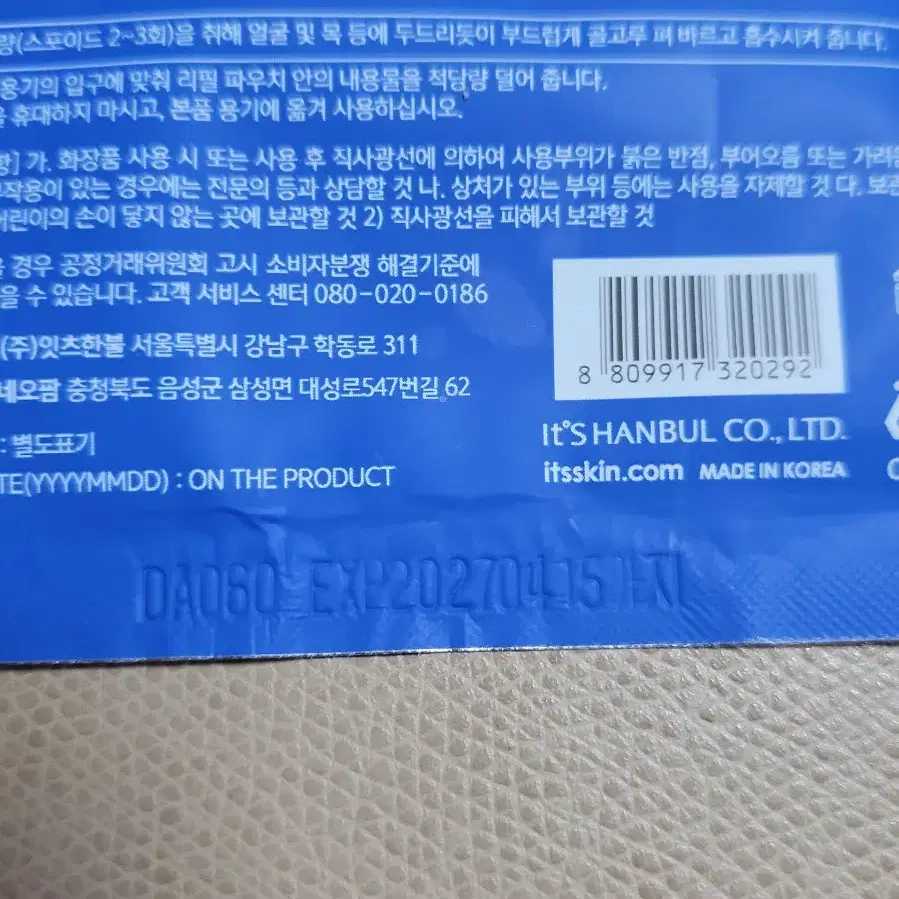 량(스포이드 2~3회)을 취해 얼굴 및 목 등에 두드리듯이 부드럽게 골고루 펴 바르고 흡수시켜 줍니다.
용기의 입구에 맞춰 리필 파우치 안의 내용물을 적당량 덜어 줍니다.
을 휴대하지 마시고, 본품 용기에 옮겨 사용하십시오.
항] 가. 화장품 사용 시 또는 사용 후 직사광선에 의하여 사용부위가 붉은 반점, 부어오름 또는 가려움
부작용이 있는 경우에는 전문의 등과 상담할 것 나. 상처가 있는 부위 등에는 사용을 자제할 것 다. 보관
어린이의 손이 닿지 않는 곳에 보관할 것 2) 직사광선을 피해서 보관할 것
을 경우 공정거래위원회 고시 소비자분쟁 해결기준에
받을 수 있습니다. 고객 서비스 센터 080-020-0186
(주)잇츠한불 서울특별시 강남구 학동로 311
네오팜 충청북도 음성군 삼성면 대성로547번길 62
: 별도표기
TE(YYYYMMDD) : ON THE PRODUCT
8 809917 320292
It'S HANBUL CO., LTD.
itsskin.com MADE IN KOREA
DA060 EXP20270415 까지